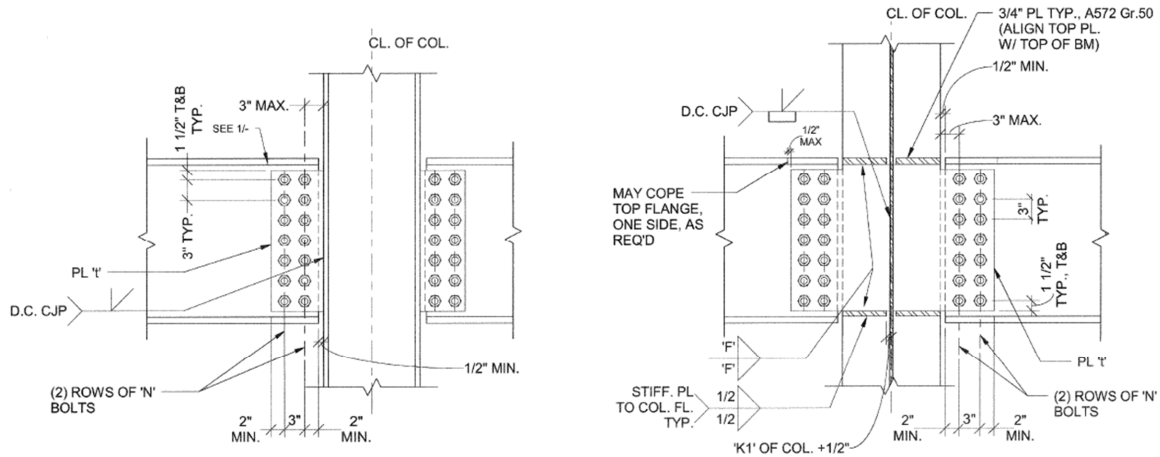 CL. OF COL.
3" MAX.
1 1/2" T&B
TYP.
SEE 1/-
3" TYP.
PL 't'
D.C. CJP
1/2" MIN.
(2) ROWS OF 'N'
BOLTS
2"
MIN.
3"
2"
MIN.
CL. OF COL.
3/4" PL TYP., A572 Gr.50
(ALIGN TOP PL.
W/ TOP OF BM)
1/2" MIN.
D.C. CJP
3" MAX.
1/2"
MAX
MAY COPE
TOP FLANGE,
ONE SIDE, AS
REQ'D
3"
TYP.
1 1/2"
TYP., T&B
'F'
'F'
PL 't'
STIFF. PL
TO COL. FL.
TYP.
1/2
1/2
(2) ROWS OF 'N'
BOLTS
2"
MIN.
3"
2"
MIN.
'K1' OF COL. +1/2"